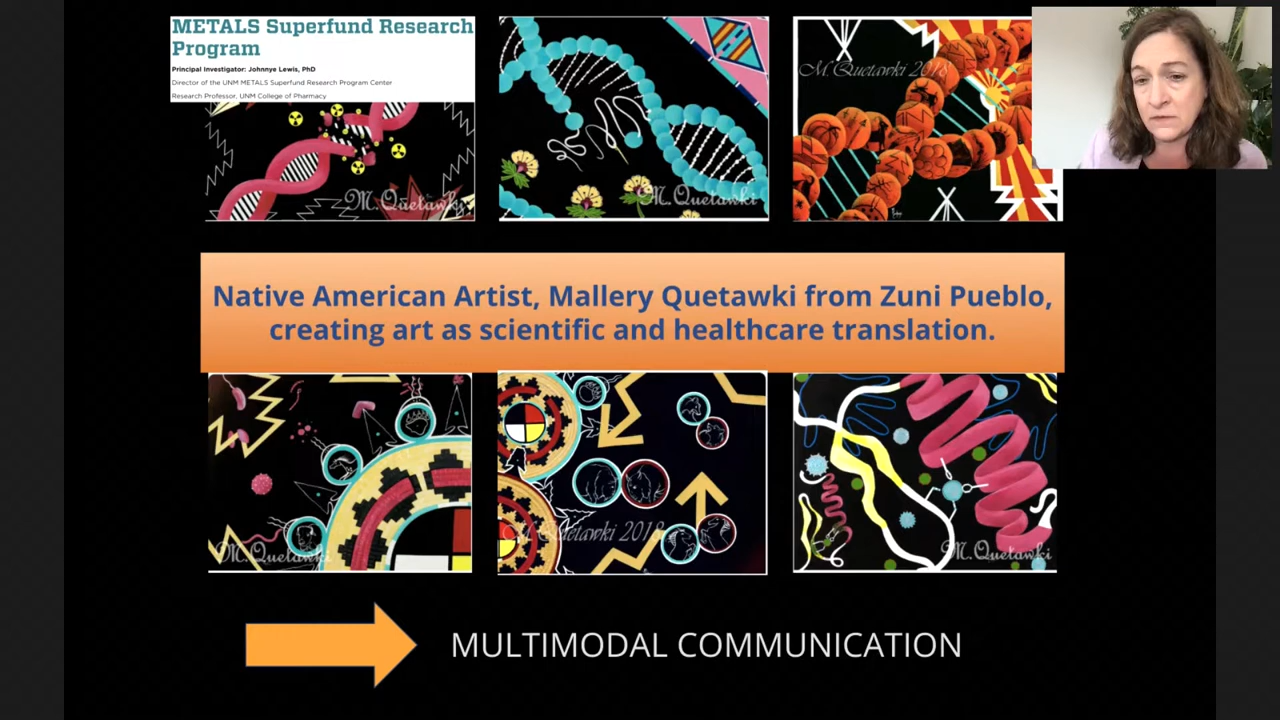 METALS Superfund Research
Program
Principal Investigator: Johnnye Lewis, PhD
Director of the UNM METALS Superfund Research Program Center
Research Professor, UNM College of Pharmacy
M.Quetawki
M.Quetawki
M.Quetawki 2018
Native American Artist, Mallery Quetawki from Zuni Pueblo,
creating art as scientific and healthcare translation.
M.Quetawki
M.Quetawki 2018
M.Quetawki
MULTIMODAL COMMUNICATION